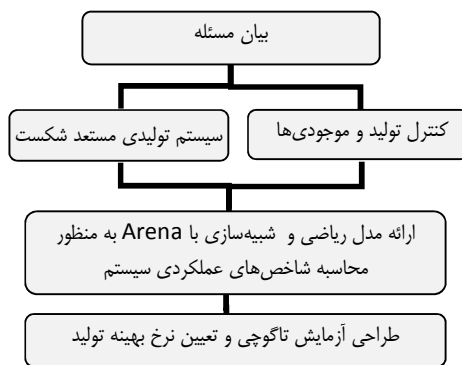 بیان مسئله
کنترل تولید و موجودی‌ها
سیستم تولیدی مستعد شکست
ارائه مدل ریاضی و شبیه‌سازی با Arena به منظور
محاسبه شاخص‌های عملکردی سیستم
طراحی آزمایش تاگوچی و تعیین نرخ بهینه تولید